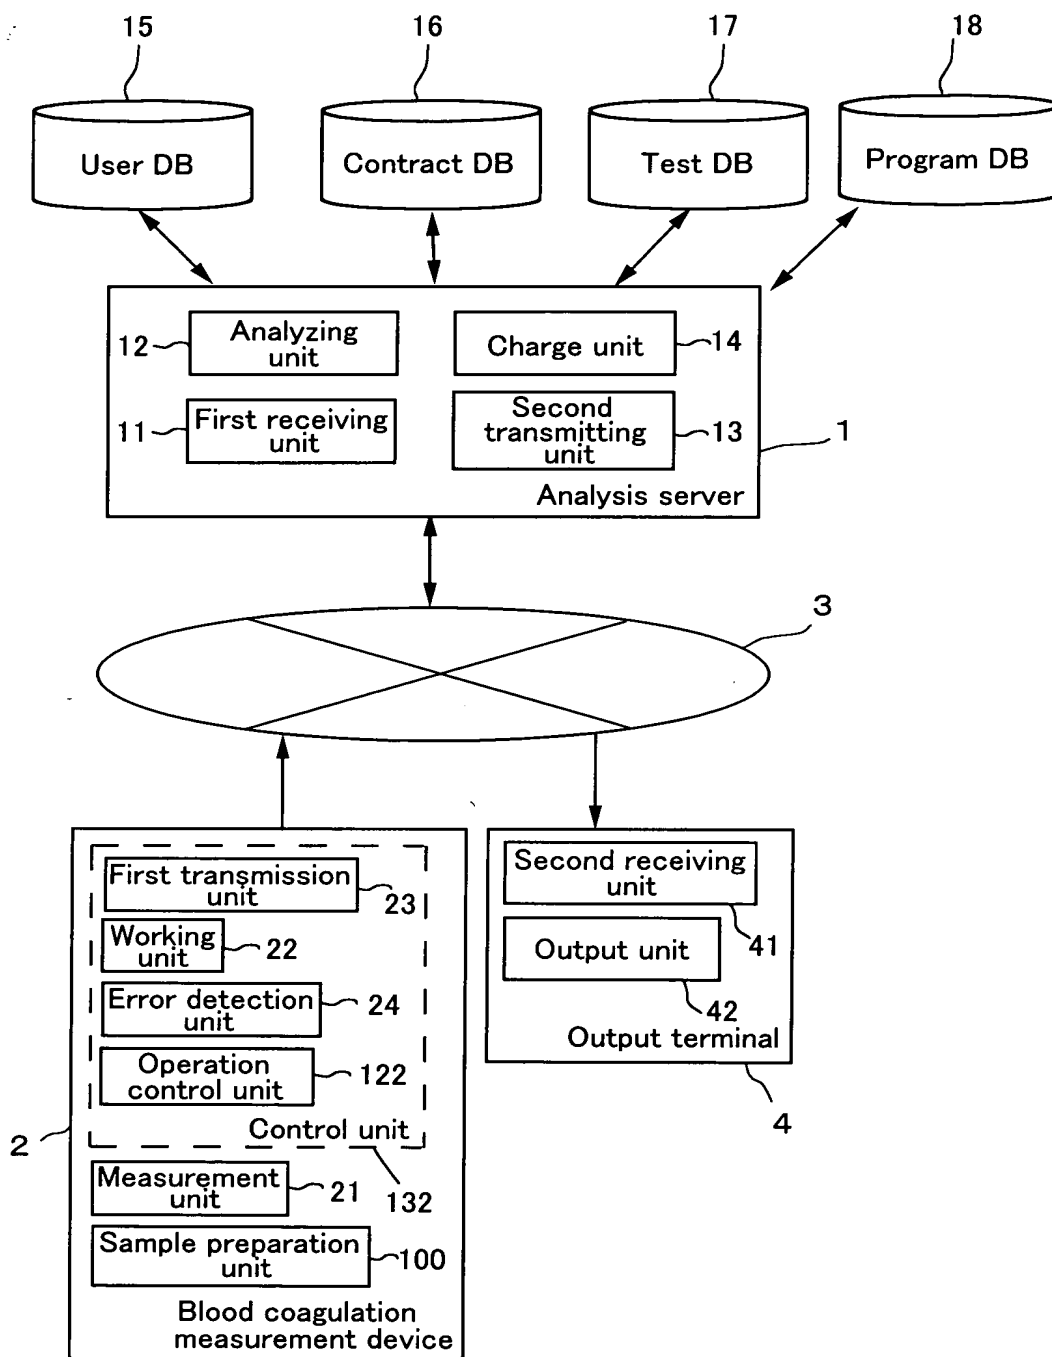 15
16
17
18
User DB
Contract DB
Test DB
Program DB
12
Analyzing
unit
Charge unit
14
11
First receiving
unit
Second
transmitting
unit
13
1
Analysis server
3
First transmission
unit
23
Working
unit
22
Error detection
unit
24
Operation
control unit
122
Control unit
2
132
Measurement
unit
21
Sample preparation
unit
100
Blood coagulation
measurement device
Second receiving
unit
41
Output unit
42
Output terminal
4